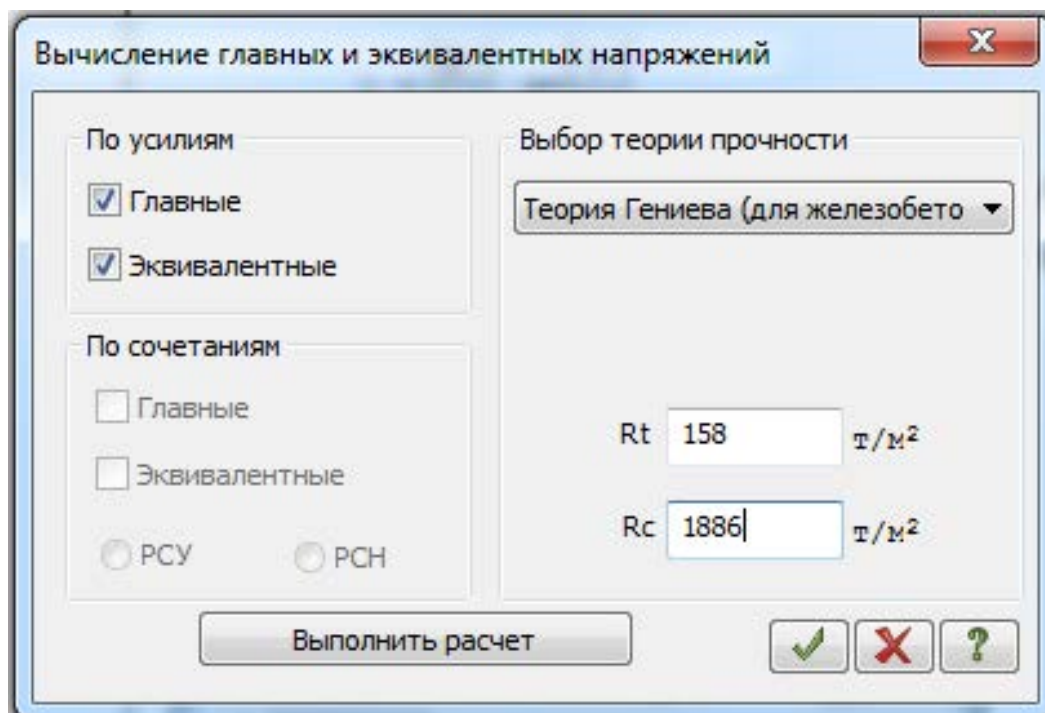 Вычисление главных и эквивалентных напряжений
По усилиям
Главные
Эквивалентные
По сочетаниям
Главные
Эквивалентные
РСУ РСН
Выбор теории прочности
Теория Гениева (для железобето
Rt 158 т/м²
Rc 1886 т/м²
Выполнить расчет
?